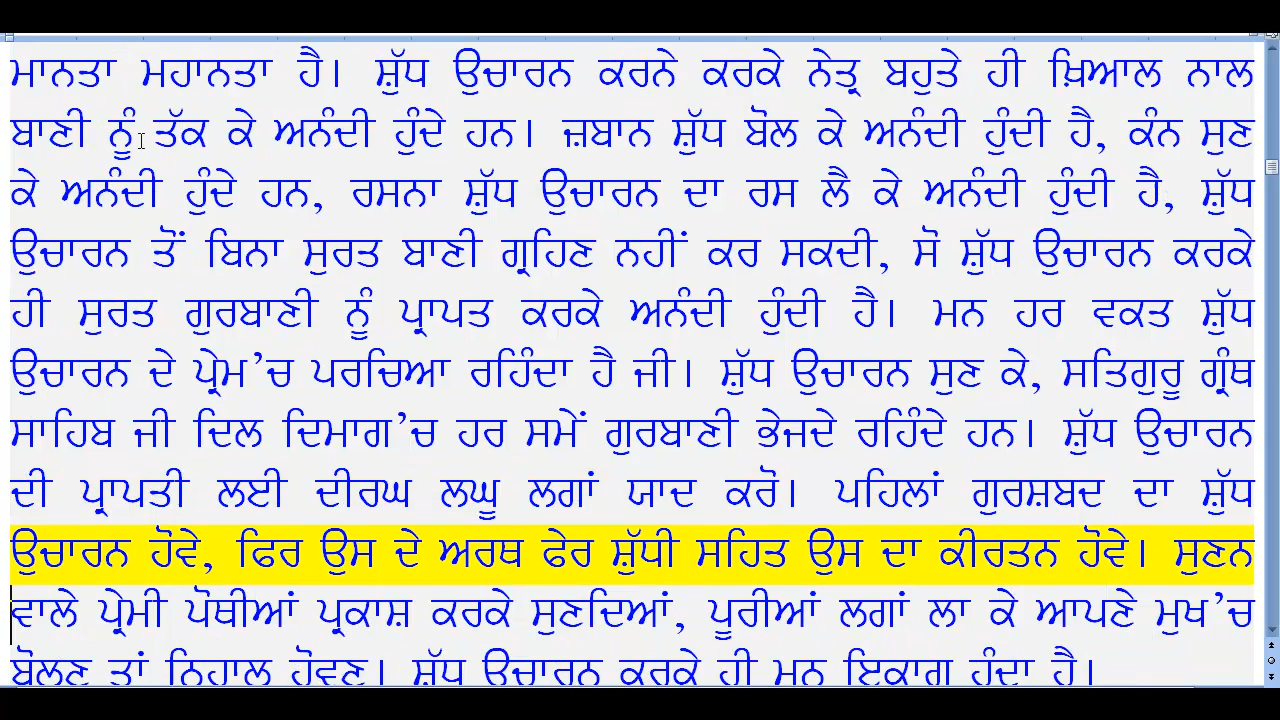 ਮਾਨਤਾ ਮਹਾਨਤਾ ਹੈ। ਸ਼ੁੱਧ ਉਚਾਰਨ ਕਰਨੇ ਕਰਕੇ ਨੇਤ੍ਰ ਬਹੁਤੇ ਹੀ ਖ਼ਿਆਲ ਨਾਲ
ਬਾਣੀ ਨੂੰ ਤੱਕ ਕੇ ਅਨੰਦੀ ਹੁੰਦੇ ਹਨ। ਜ਼ਬਾਨ ਸ਼ੁੱਧ ਬੋਲ ਕੇ ਅਨੰਦੀ ਹੁੰਦੀ ਹੈ, ਕੰਨ ਸੁਣ
ਕੇ ਅਨੰਦੀ ਹੁੰਦੇ ਹਨ, ਰਸਨਾ ਸ਼ੁੱਧ ਉਚਾਰਨ ਦਾ ਰਸ ਲੈ ਕੇ ਅਨੰਦੀ ਹੁੰਦੀ ਹੈ, ਸ਼ੁੱਧ
ਉਚਾਰਨ ਤੋਂ ਬਿਨਾ ਸੁਰਤ ਬਾਣੀ ਗ੍ਰਹਿਣ ਨਹੀਂ ਕਰ ਸਕਦੀ, ਸੋ ਸ਼ੁੱਧ ਉਚਾਰਨ ਕਰਕੇ
ਹੀ ਸੁਰਤ ਗੁਰਬਾਣੀ ਨੂੰ ਪ੍ਰਾਪਤ ਕਰਕੇ ਅਨੰਦੀ ਹੁੰਦੀ ਹੈ। ਮਨ ਹਰ ਵਕਤ ਸ਼ੁੱਧ
ਉਚਾਰਨ ਦੇ ਪ੍ਰੇਮ’ਚ ਪਰਚਿਆ ਰਹਿੰਦਾ ਹੈ ਜੀ। ਸ਼ੁੱਧ ਉਚਾਰਨ ਸੁਣ ਕੇ, ਸਤਿਗੁਰੂ ਗ੍ਰੰਥ
ਸਾਹਿਬ ਜੀ ਦਿਲ ਦਿਮਾਗ’ਚ ਹਰ ਸਮੇਂ ਗੁਰਬਾਣੀ ਭੇਜਦੇ ਰਹਿੰਦੇ ਹਨ। ਸ਼ੁੱਧ ਉਚਾਰਨ
ਦੀ ਪ੍ਰਾਪਤੀ ਲਈ ਦੀਰਘ ਲਘੂ ਲਗਾਂ ਯਾਦ ਕਰੋ। ਪਹਿਲਾਂ ਗੁਰਸ਼ਬਦ ਦਾ ਸ਼ੁੱਧ
ਉਚਾਰਨ ਹੋਵੇ, ਫਿਰ ਉਸ ਦੇ ਅਰਥ ਫੇਰ ਸ਼ੁੱਧੀ ਸਹਿਤ ਉਸ ਦਾ ਕੀਰਤਨ ਹੋਵੇ। ਸੁਣਨ
ਵਾਲੇ ਪ੍ਰੇਮੀ ਪੋਥੀਆਂ ਪ੍ਰਕਾਸ਼ ਕਰਕੇ ਸੁਣਦਿਆਂ, ਪੂਰੀਆਂ ਲਗਾਂ ਲਾ ਕੇ ਆਪਣੇ ਮੁਖ’ਚ
ਬੋਲਣ ਤਾਂ ਨਿਹਾਲ ਹੋਵਣ। ਸ਼ੁੱਧ ਉਚਾਰਨ ਕਰਕੇ ਹੀ ਮਨ ਇਕਾਗ ਹੁੰਦਾ ਹੈ।